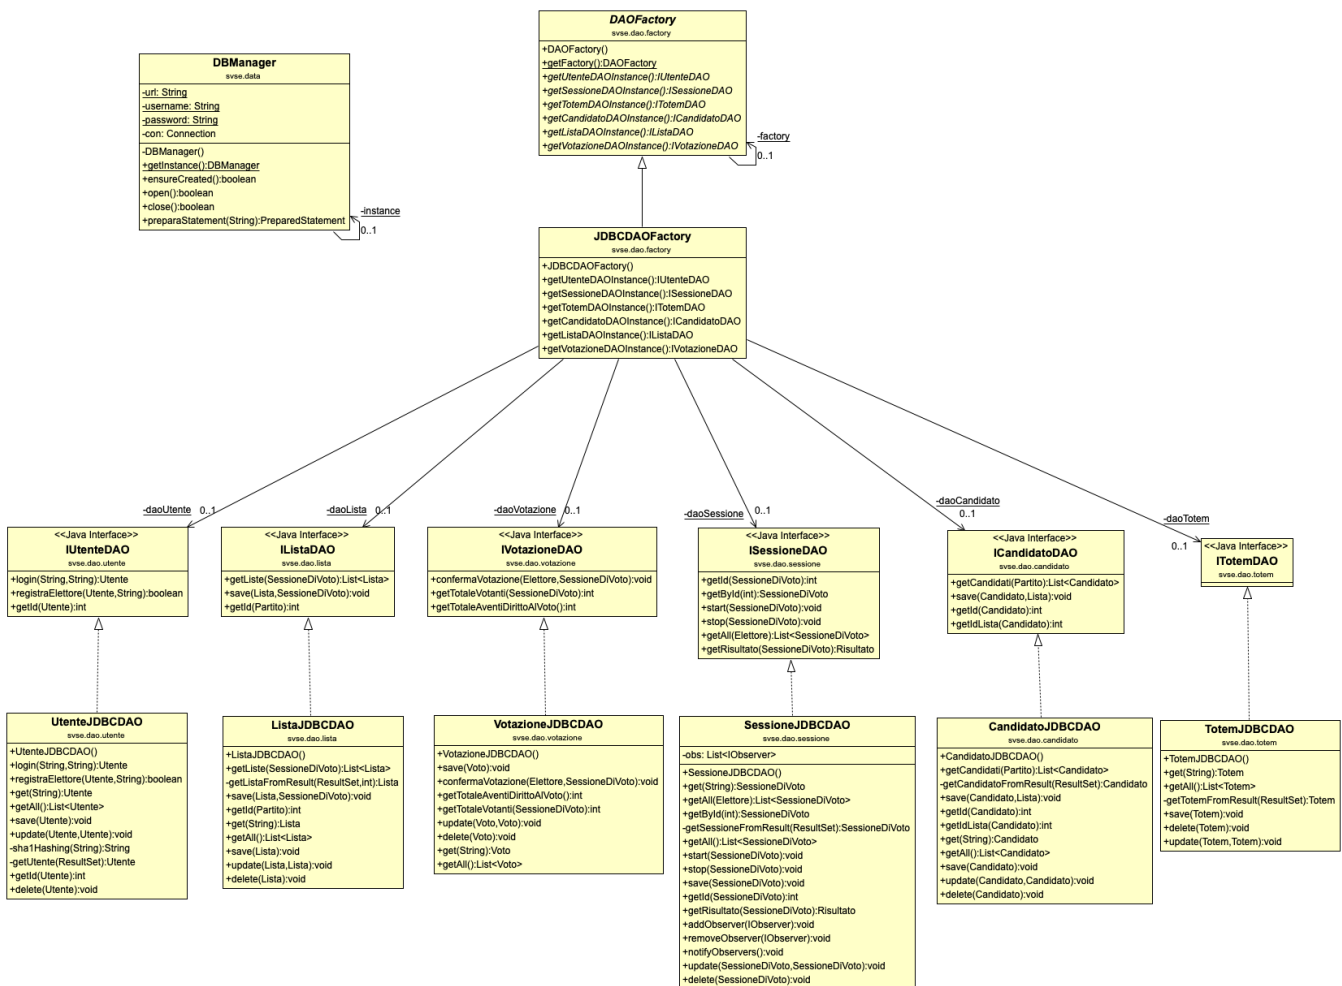 DAOFactory
svse.dao.factory
+DAOFactory()
+getFactory():DAOFactory
+getUtenteDAOInstance():IUtenteDAO
+getSessioneDAOInstance():ISessioneDAO
+getTotemDAOInstance():ITotemDAO
+getCandidatoDAOInstance():ICandidatoDAO
+getListaDAOInstance():IListaDAO
+getVotazioneDAOInstance():IVotazioneDAO
-factory
0..1
DBManager
svse.data
-url: String
-username: String
-password: String
-con: Connection
-DBManager()
+getInstance():DBManager
+ensureCreated():boolean
+open():boolean
+close():boolean
+preparaStatement(String):PreparedStatement
-instance
0..1
JDBCDAOFactory
svse.dao.factory
+JDBCDAOFactory()
+getUtenteDAOInstance():IUtenteDAO
+getSessioneDAOInstance():ISessioneDAO
+getTotemDAOInstance():ITotemDAO
+getCandidatoDAOInstance():ICandidatoDAO
+getListaDAOInstance():IListaDAO
+getVotazioneDAOInstance():IVotazioneDAO
-daoUtente 0..1
-daoLista 0..1
-daoVotazione 0..1
-daoSessione 0..1
-daoCandidato
0..1
-daoTotem
0..1
<<Java Interface>>
IUtenteDAO
svse.dao.utente
+login(String,String):Utente
+registraElettore(Utente,String):boolean
+getId(Utente):int
<<Java Interface>>
IListaDAO
svse.dao.lista
+getListe(SessioneDiVoto):List<Lista>
+save(Lista,SessioneDiVoto):void
+getId(Partito):int
<<Java Interface>>
IVotazioneDAO
svse.dao.votazione
+confermaVotazione(Elettore,SessioneDiVoto):void
+getTotaleVotanti(SessioneDiVoto):int
+getTotaleAventiDirittoAlVoto():int
<<Java Interface>>
ISessioneDAO
svse.dao.sessione
+getId(SessioneDiVoto):int
+getById(int):SessioneDiVoto
+start(SessioneDiVoto):void
+stop(SessioneDiVoto):void
+getAll(Elettore):List<SessioneDiVoto>
+getRisultato(SessioneDiVoto):Risultato
<<Java Interface>>
ICandidatoDAO
svse.dao.candidato
+getCandidati(Partito):List<Candidato>
+save(Candidato,Lista):void
+getId(Candidato):int
+getIdLista(Candidato):int
<<Java Interface>>
ITotemDAO
svse.dao.totem
UtenteJDBCDAO
svse.dao.utente
+UtenteJDBCDAO()
+login(String,String):Utente
+registraElettore(Utente,String):boolean
+get(String):Utente
+getAll():List<Utente>
+save(Utente):void
+update(Utente,Utente):void
-sha1Hashing(String):String
-getUtente(ResultSet):Utente
+getId(Utente):int
+delete(Utente):void
ListaJDBCDAO
svse.dao.lista
+ListaJDBCDAO()
+getListe(SessioneDiVoto):List<Lista>
-getListaFromResult(ResultSet,int):Lista
+save(Lista,SessioneDiVoto):void
+getId(Partito):int
+get(String):Lista
+getAll():List<Lista>
+save(Lista):void
+update(Lista,Lista):void
+delete(Lista):void
VotazioneJDBCDAO
svse.dao.votazione
+VotazioneJDBCDAO()
+save(Voto):void
+confermaVotazione(Elettore,SessioneDiVoto):void
+getTotaleAventiDirittoAlVoto():int
+getTotaleVotanti(SessioneDiVoto):int
+update(Voto,Voto):void
+delete(Voto):void
+get(String):Voto
+getAll():List<Voto>
SessioneJDBCDAO
svse.dao.sessione
-obs: List<IObserver>
+SessioneJDBCDAO()
+get(String):SessioneDiVoto
+getAll(Elettore):List<SessioneDiVoto>
+getById(int):SessioneDiVoto
-getSessioneFromResult(ResultSet):SessioneDiVoto
+getAll():List<SessioneDiVoto>
+start(SessioneDiVoto):void
+stop(SessioneDiVoto):void
+save(SessioneDiVoto):void
+getId(SessioneDiVoto):int
+getRisultato(SessioneDiVoto):Risultato
+addObserver(IObserver):void
+removeObserver(IObserver):void
+notifyObservers():void
+update(SessioneDiVoto,SessioneDiVoto):void
+delete(SessioneDiVoto):void
CandidatoJDBCDAO
svse.dao.candidato
+CandidatoJDBCDAO()
+getCandidati(Partito):List<Candidato>
-getCandidatoFromResult(ResultSet):Candidato
+save(Candidato,Lista):void
+getId(Candidato):int
+getIdLista(Candidato):int
+get(String):Candidato
+getAll():List<Candidato>
+save(Candidato):void
+update(Candidato,Candidato):void
+delete(Candidato):void
TotemJDBCDAO
svse.dao.totem
+TotemJDBCDAO()
+get(String):Totem
+getAll():List<Totem>
-getTotemFromResult(ResultSet):Totem
+save(Totem):void
+delete(Totem):void
+update(Totem,Totem):void